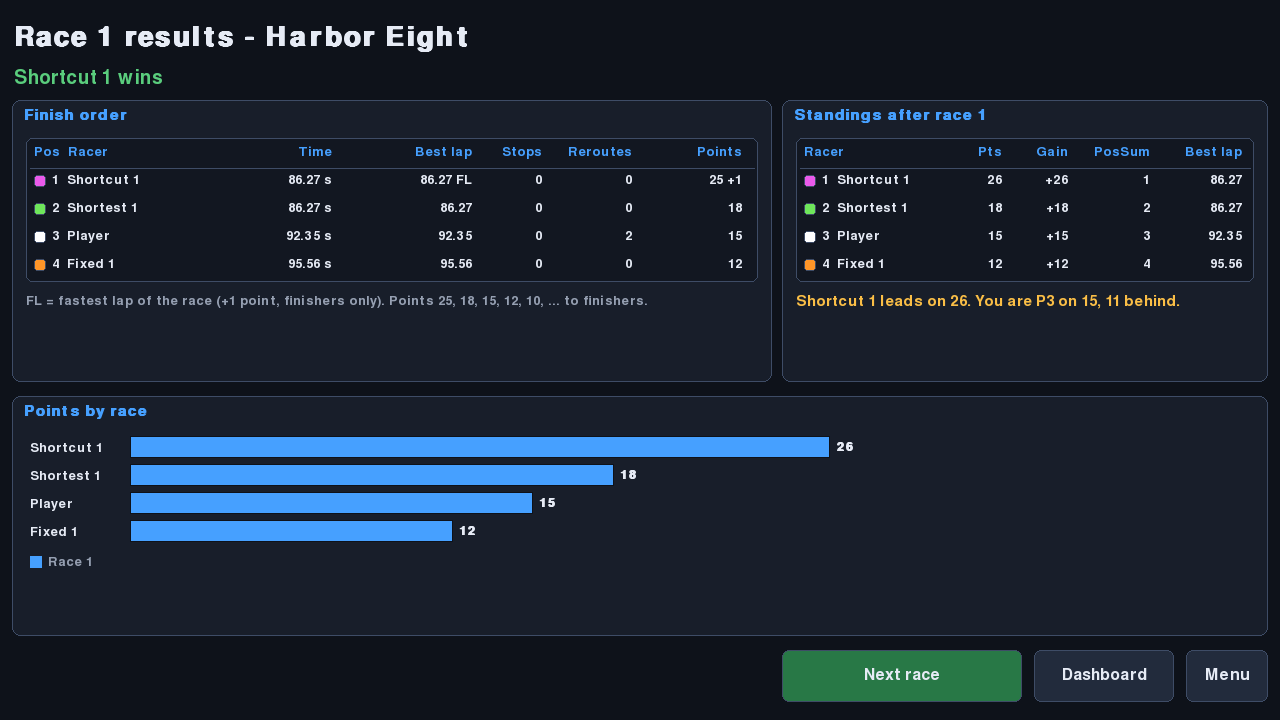 Race 1 results - Harbor Eight
Shortcut 1 wins
Finish order
Pos Racer Time Best lap Stops Reroutes Points
1 Shortcut 1 86.27 s 86.27 FL 0 0 25 +1
2 Shortest 1 86.27 s 86.27 0 0 18
3 Player 92.35 s 92.35 0 2 15
4 Fixed 1 95.56 s 95.56 0 0 12
FL = fastest lap of the race (+1 point, finishers only). Points 25, 18, 15, 12, 10, ... to finishers.
Standings after race 1
Racer Pts Gain PosSum Best lap
1 Shortcut 1 26 +26 1 86.27
2 Shortest 1 18 +18 2 86.27
3 Player 15 +15 3 92.35
4 Fixed 1 12 +12 4 95.56
Shortcut 1 leads on 26. You are P3 on 15, 11 behind.
Points by race
Shortcut 1 26
Shortest 1 18
Player 15
Fixed 1 12
Race 1
Next race Dashboard Menu